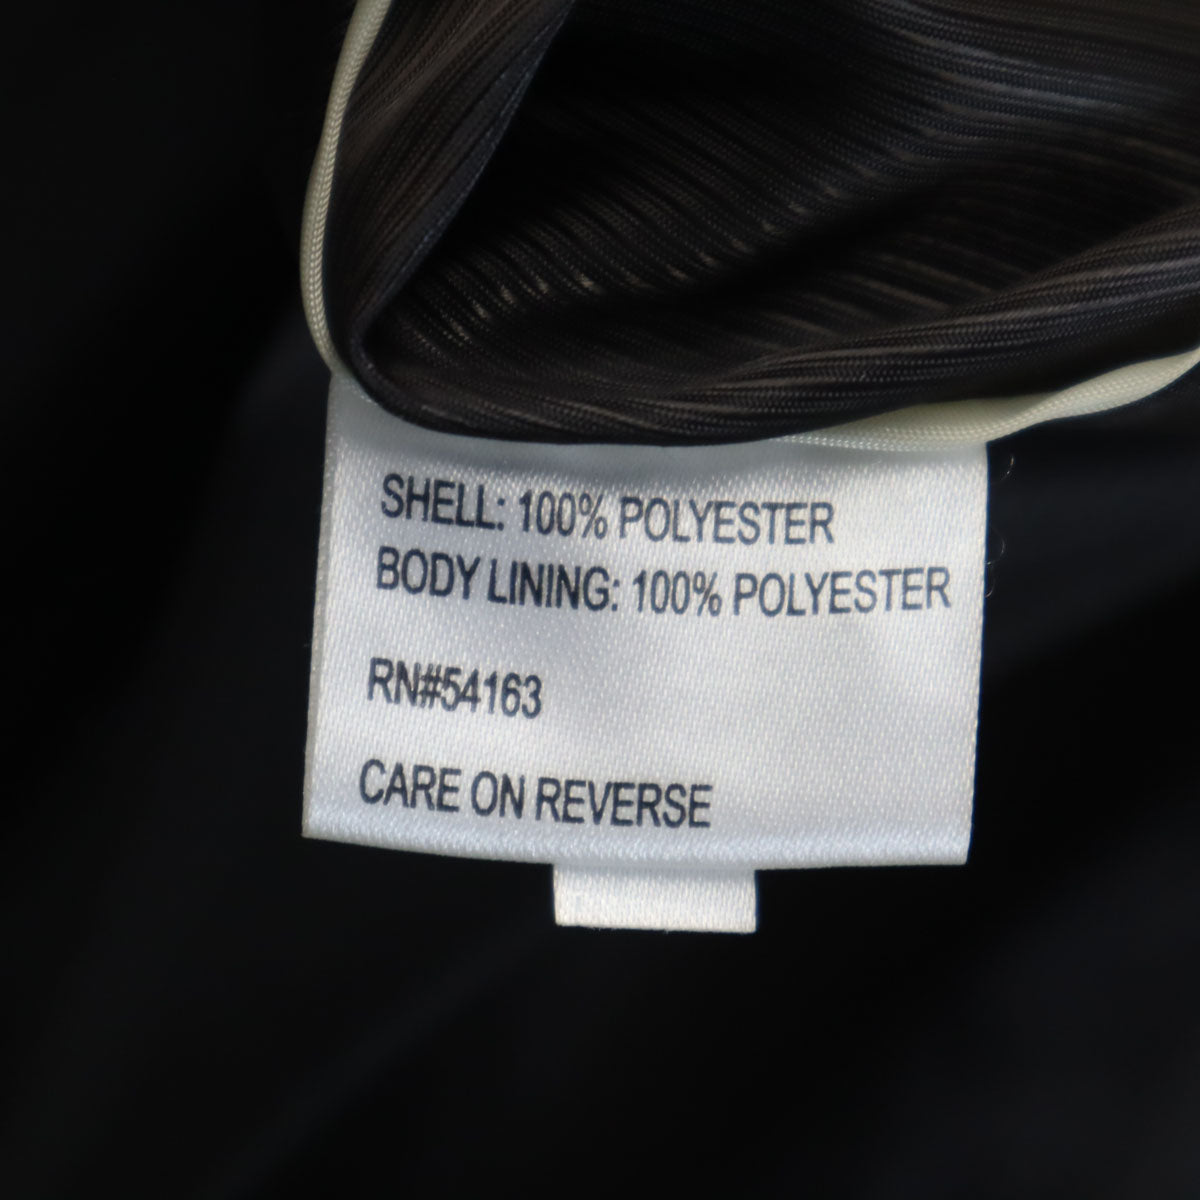 SHELL: 100% POLYESTER
BODY LINING: 100% POLYESTER
RN#54163
CARE ON REVERSE